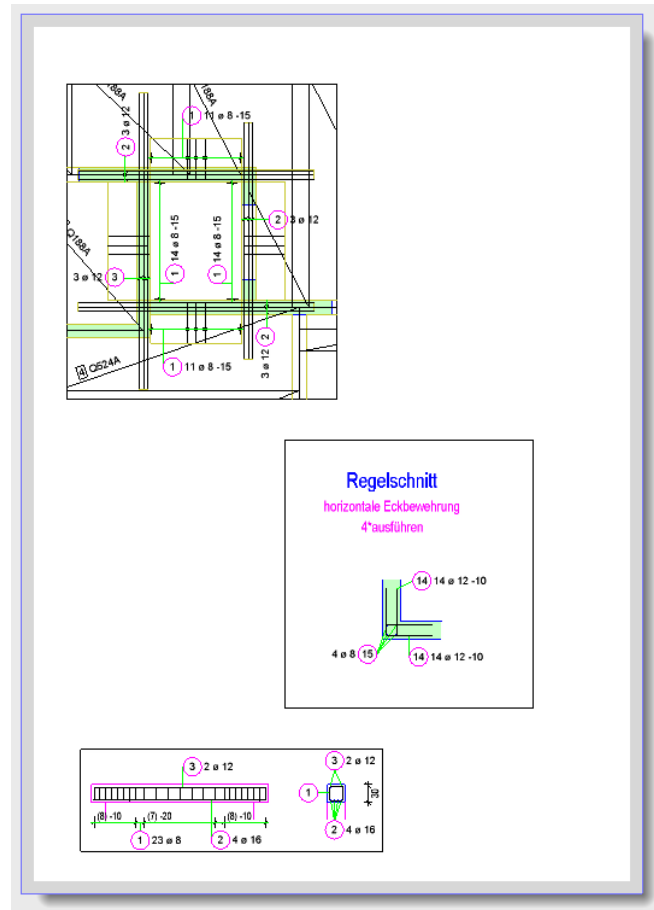 188A
188A
1 11 ø 8 -15
2 3 ø 12
2 3 ø 12
Q188A
1 14 ø 8 -15
1 14 ø 8 -15
3 ø 12 3
2 3 ø 12
4 Q524A
1 11 ø 8 -15
Regelschnitt
horizontale Eckbewehrung
4*ausführen
14 14 ø 12 -10
4 ø 8 15
14 14 ø 12 -10
3 2 ø 12
(8) -10 (7) -20 (8) -10
1 23 ø 8
2 4 ø 16
3 2 ø 12
1
30
2 4 ø 16